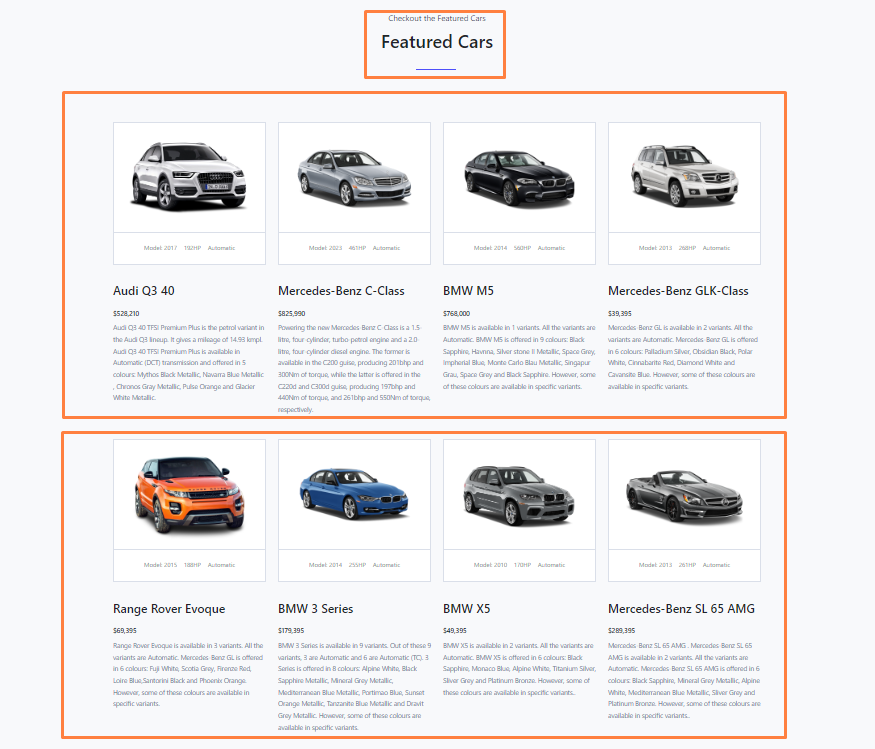 Checkout the Featured Cars
Featured Cars
Model: 2017 192HP Automatic
Model: 2023 461HP Automatic
Model: 2014 560HP Automatic
Model: 2013 268HP Automatic
Audi Q3 40
$528,210
Audi Q3 40 TFSI Premium Plus is the petrol variant in
the Audi Q3 lineup. It gives a mileage of 14.93 kmpl.
Audi Q3 40 TFSI Premium Plus is available in
Automatic (DCT) transmission and offered in 5
colours: Mythos Black Metallic, Navarra Blue Metallic
, Chronos Gray Metallic, Pulse Orange and Glacier
White Metallic.
Mercedes-Benz C-Class
$825,990
Powering the new Mercedes Benz C Class is a 1.5-
litre, four-cylinder, turbo-petrol engine and a 2.0-
litre, four cylinder diesel engine. The former is
available in the C200 guise, producing 201bhp and
300Nm of torque, while the latter is offered in the
C220d and C300d guise, producing 197bhp and
440Nm of torque, and 261bhp and 550Nm of torque,
respectively.
BMW M5
$768,000
BMW M5 is available in 1 variants. All the variants are
Automatic. BMW M5 is offered in 9 colours: Black
Sapphire, Havnna, Silver stone II Metallic, Space Grey,
Impherial Blue, Monte Carlo Blau Metallic, Singapur
Grau, Space Grey and Black Sapphire. However, some
of these colours are available in specific variants.
Mercedes-Benz GLK-Class
$39,395
Mercedes-Benz GL is available in 2 variants. All the
variants are Automatic. Mercedes-Benz GL is offered
in 6 colours: Palladium Silver, Obsidian Black, Polar
White, Cinnabarite Red, Diamond White and
Cavansite Blue. However, some of these colours are
available in specific variants.
Model: 2015 188HP Automatic
Model: 2014 255HP Automatic
Model: 2010 170HP Automatic
Model: 2013 261HP Automatic
Range Rover Evoque
$69,395
Range Rover Evoque is available in 3 variants. All the
variants are Automatic. Mercedes-Benz GL is offered
in 6 colours: Fuji White, Scotia Grey, Firenze Red,
Loire Blue,Santorini Black and Phoenix Orange.
However, some of these colours are available in
specific variants.
BMW 3 Series
$179,395
BMW 3 Series is available in 9 variants. Out of these 9
variants, 3 are Automatic and 6 are Automatic (TC). 3
Series is offered in 8 colours: Alpine White, Black
Sapphire Metallic, Mineral Grey Metallic,
Mediterranean Blue Metallic, Portimao Blue, Sunset
Orange Metallic, Tanzanite Blue Metallic and Dravit
Grey Metallic. However, some of these colours are
available in specific variants.
BMW X5
$49,395
BMW X5 is available in 2 variants. All the variants are
Automatic. BMW X5 is offered in 6 colours: Black
Sapphire, Monaco Blue, Alpine White, Titanium Silver,
Sliver Grey and Platinum Bronze. However, some of
these colours are available in specific variants..
Mercedes-Benz SL 65 AMG
$289,395
Mercedes-Benz SL 65 AMG . Mercedes-Benz SL 65
AMG is available in 2 variants. All the variants are
Automatic. Mercedes-Benz SL 65 AMG is offered in 6
colours: Black Sapphire, Mineral Grey Metallic, Alpine
White, Mediterranean Blue Metallic, Sliver Grey and
Platinum Bronze. However, some of these colours are
available in specific variants..